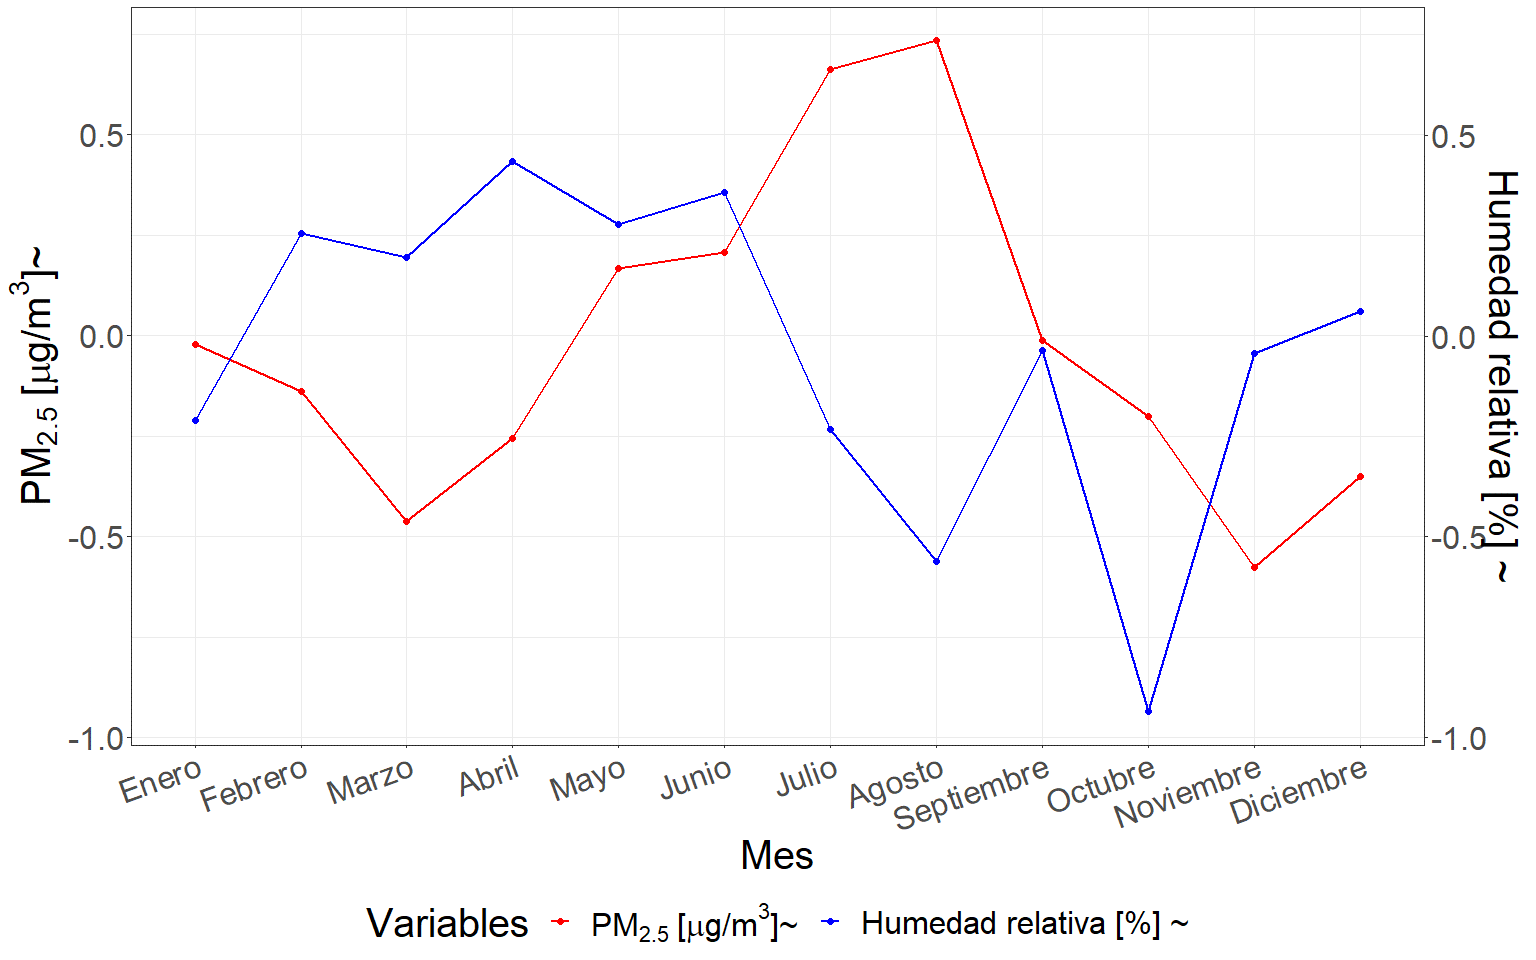 PM2.5 [μg/m3]~
0.5
0.0
-0.5
-1.0
0.5
0.0
-0.5
-1.0
Humedad relativa [%] ~
Enero Febrero Marzo Abril Mayo Junio Julio Agosto Septiembre Octubre Noviembre Diciembre
Mes
Variables PM2.5 [μg/m3]~ Humedad relativa [%] ~